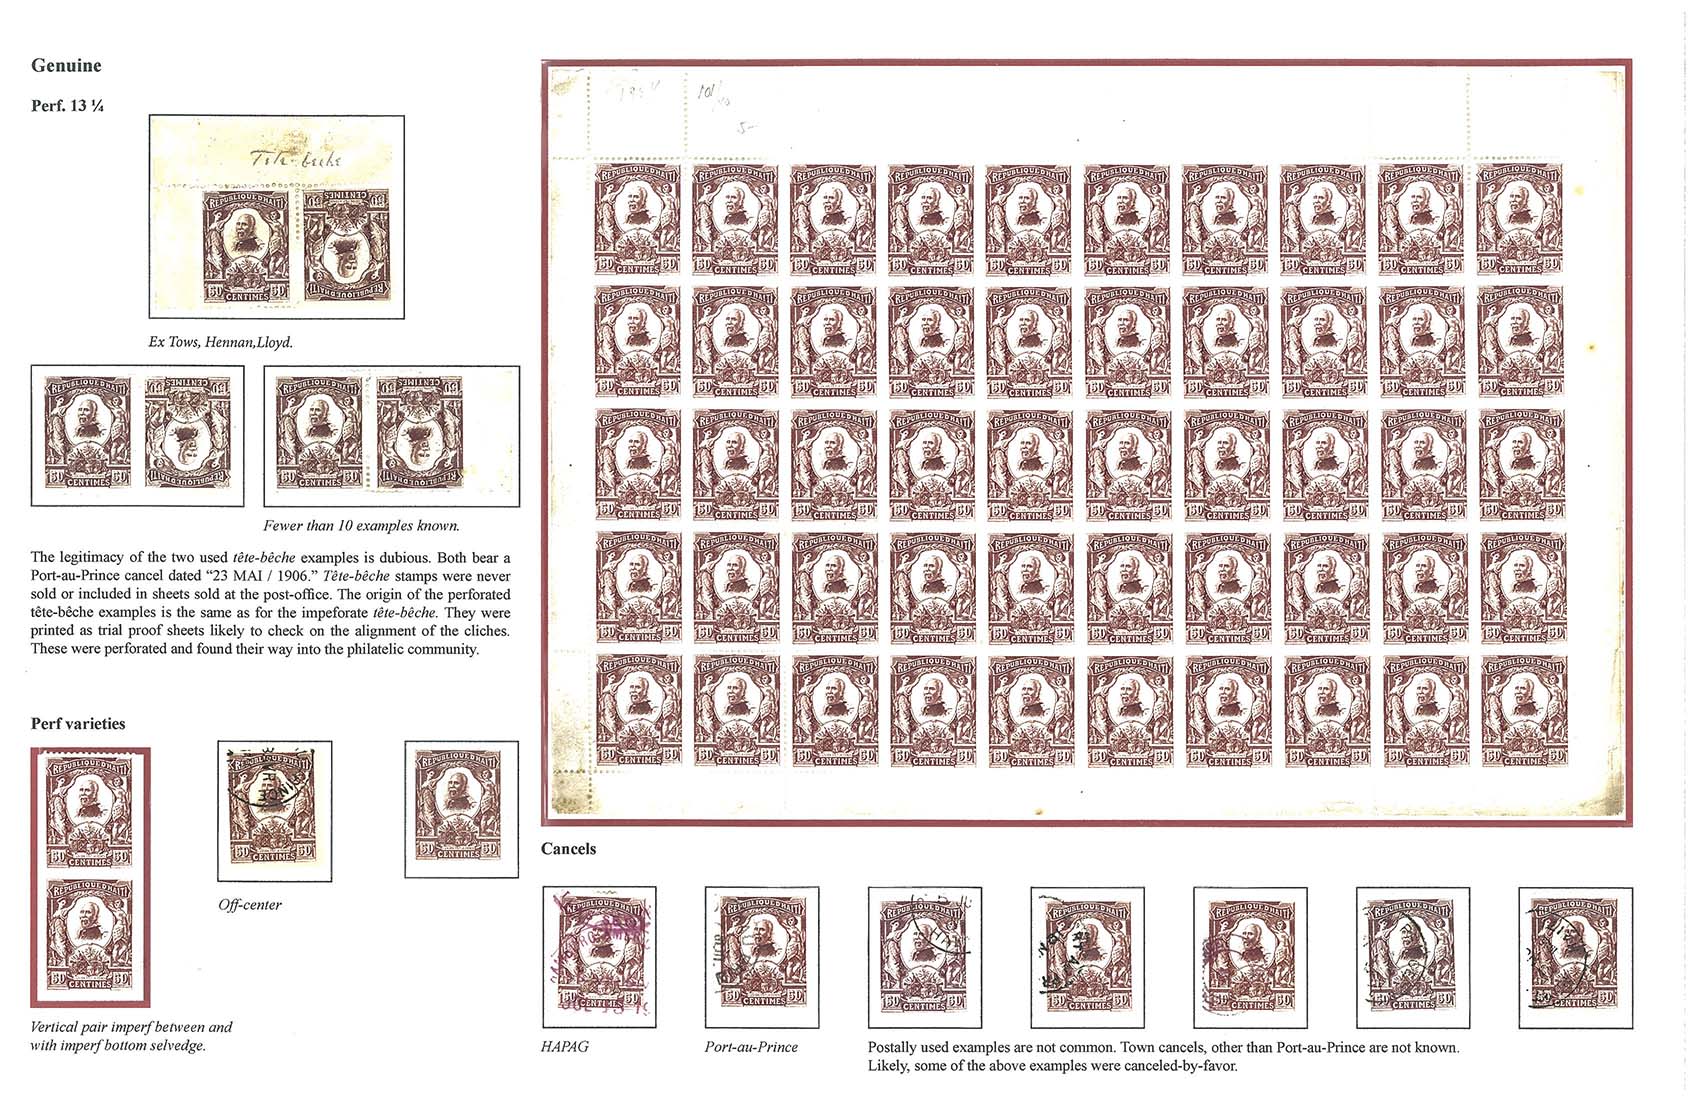 Genuine
Perf. 13 ¼
Tete-beche
Ex Tows, Hennan,Lloyd.
REPUBLIQUE D'HAITI
50 CENTIMES 50
Fewer than 10 examples known.
The legitimacy of the two used tête-bêche examples is dubious. Both bear a
Port-au-Prince cancel dated “23 MAI / 1906.” Tête-bêche stamps were never
sold or included in sheets sold at the post-office. The origin of the perforated
tête-bêche examples is the same as for the impeforate tête-bêche. They were
printed as trial proof sheets likely to check on the alignment of the cliches.
These were perforated and found their way into the philatelic community.
Perf varieties
Off-center
Vertical pair imperf between and
with imperf bottom selvedge.
5-
Cancels
HAPAG
Port-au-Prince
Postally used examples are not common. Town cancels, other than Port-au-Prince are not known.
Likely, some of the above examples were canceled-by-favor.